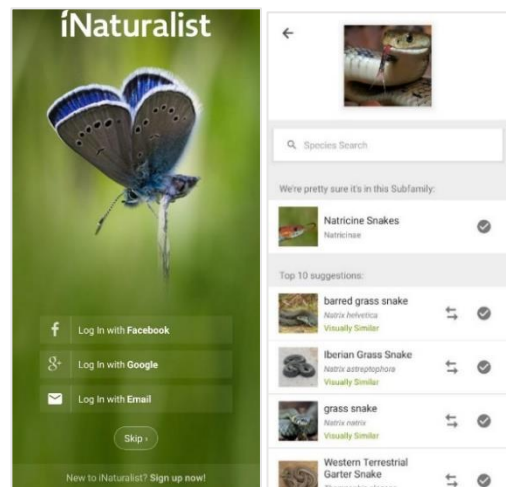 iNaturalist
f Log In with Facebook
g+ Log In with Google
Log In with Email
Skip ›
New to iNaturalist? Sign up now!
Species Search
We're pretty sure it's in this Subfamily:
Natricine Snakes
Natricinae
Top 10 suggestions:
barred grass snake
Natrix helvetica
Visually Similar
Iberian Grass Snake
Natrix astreptophora
Visually Similar
grass snake
Natrix natrix
Visually Similar
Western Terrestrial
Garter Snake